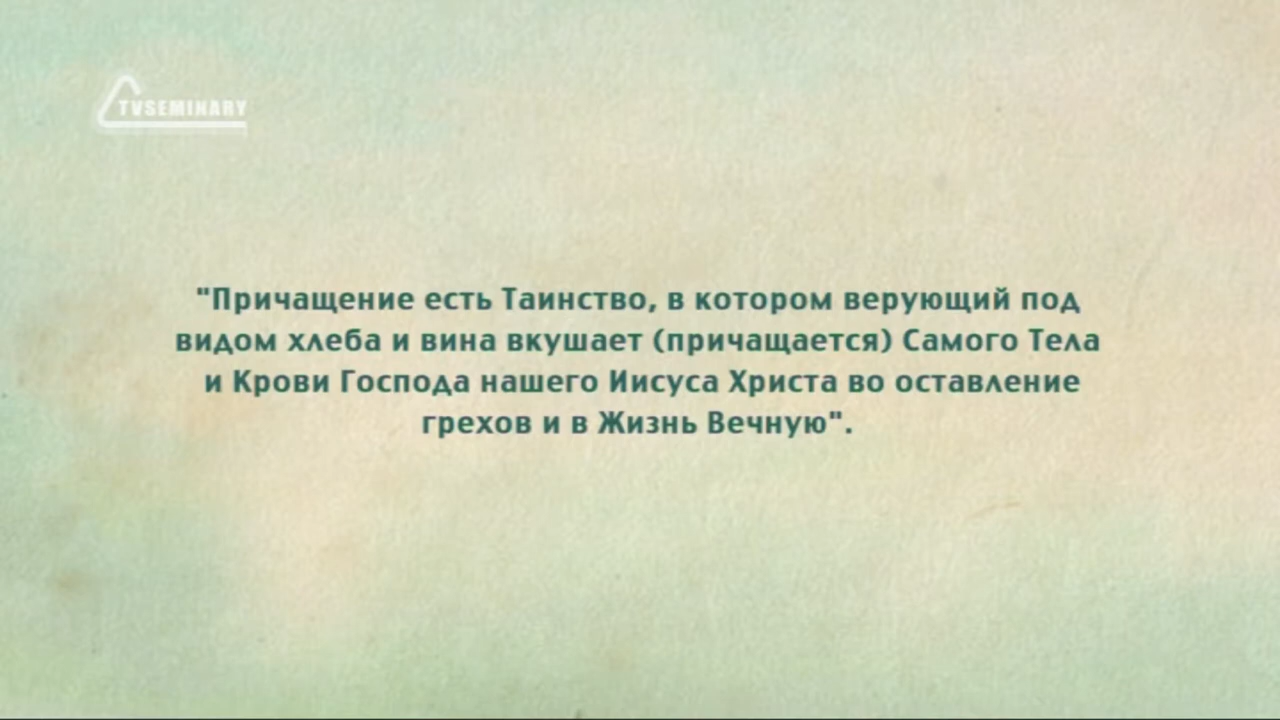 TVSEMINARY
"Причащение есть Таинство, в котором верующий под
видом хлеба и вина вкушает (причащается) Самого Тела
и Крови Господа нашего Иисуса Христа во оставление
грехов и в Жизнь Вечную".